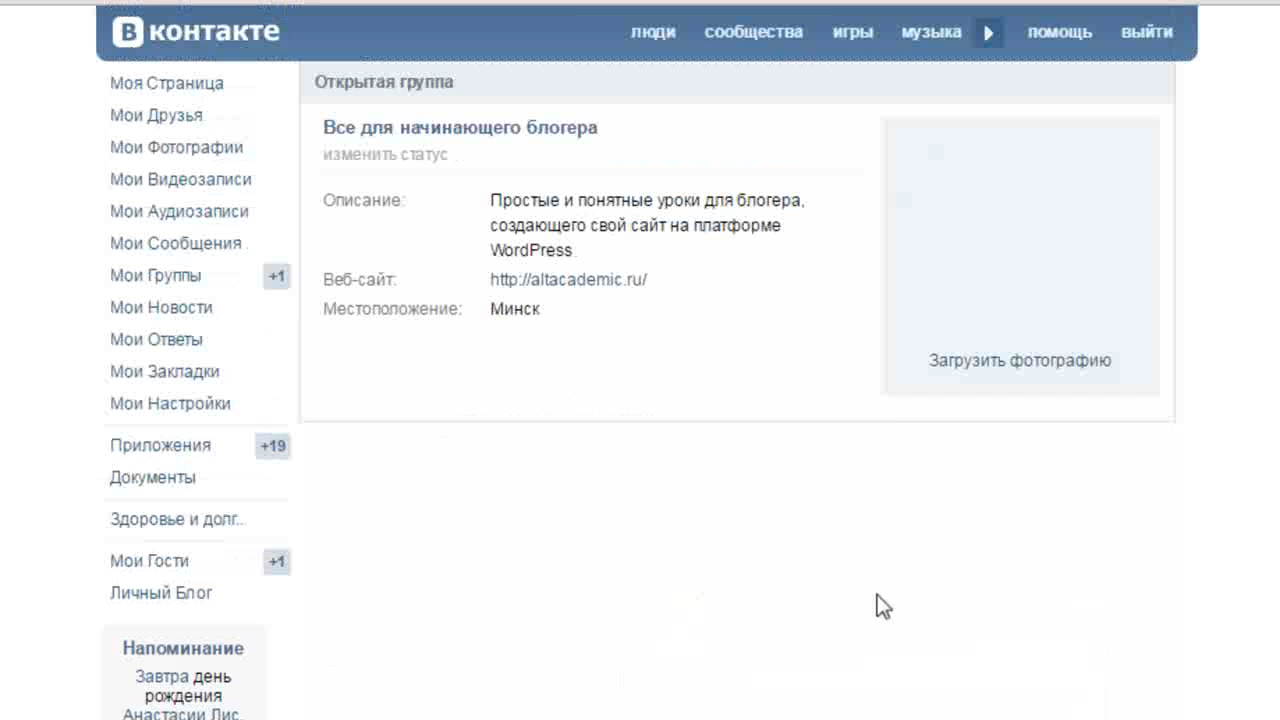 В контакте
люди сообщества игры музыка помощь выйти
Моя Страница
Мои Друзья
Мои Фотографии
Мои Видеозаписи
Мои Аудиозаписи
Мои Сообщения
Мои Группы +1
Мои Новости
Мои Ответы
Мои Закладки
Мои Настройки
Приложения +19
Документы
Здоровье и долг..
Мои Гости +1
Личный Блог
Напоминание
Завтра день
рождения
Анастасии Лис.
Открытая группа
Все для начинающего блогера
изменить статус
Описание: Простые и понятные уроки для блогера,
создающего свой сайт на платформе
WordPress
Веб-сайт: http://altacademic.ru/
Местоположение: Минск
Загрузить фотографию